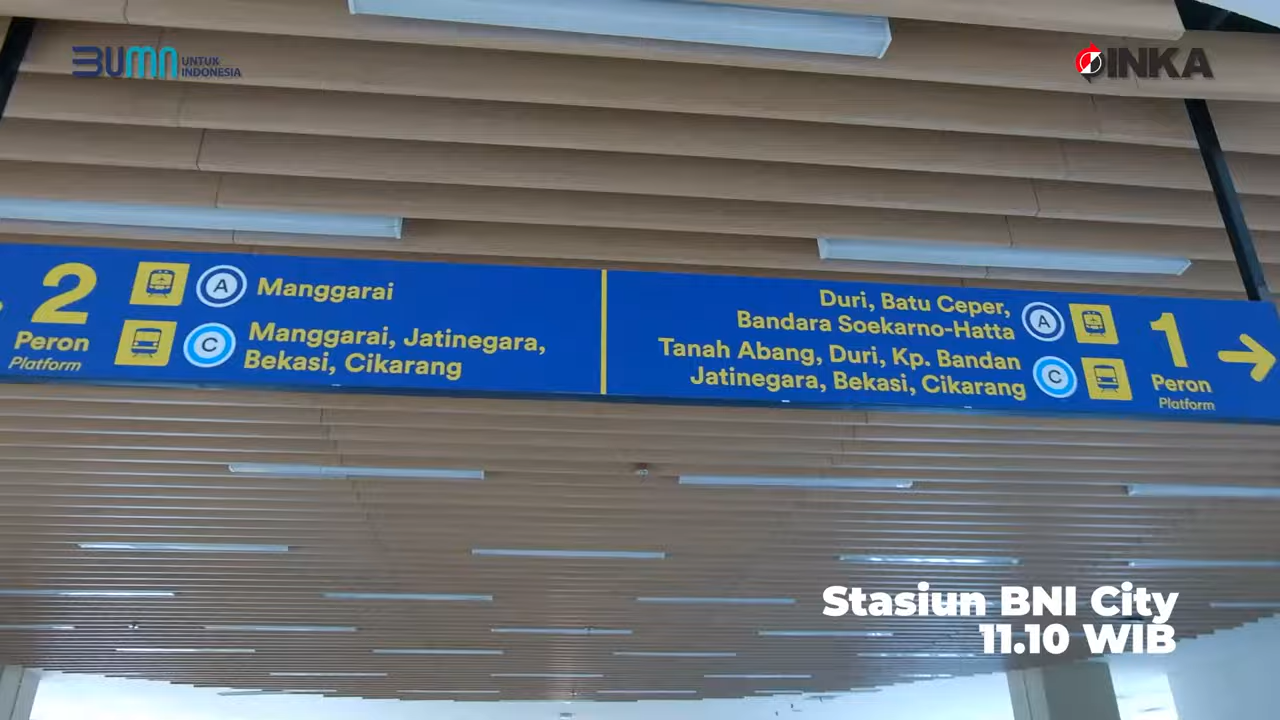 BUMN UNTUK
INDONESIA
INKA
2
Peron
Platform
A Manggarai
C Manggarai, Jatinegara,
Bekasi, Cikarang
Duri, Batu Ceper,
Bandara Soekarno-Hatta A
Tanah Abang, Duri, Kp. Bandan
Jatinegara, Bekasi, Cikarang C
1
Peron
Platform
Stasiun BNI City
11.10 WIB